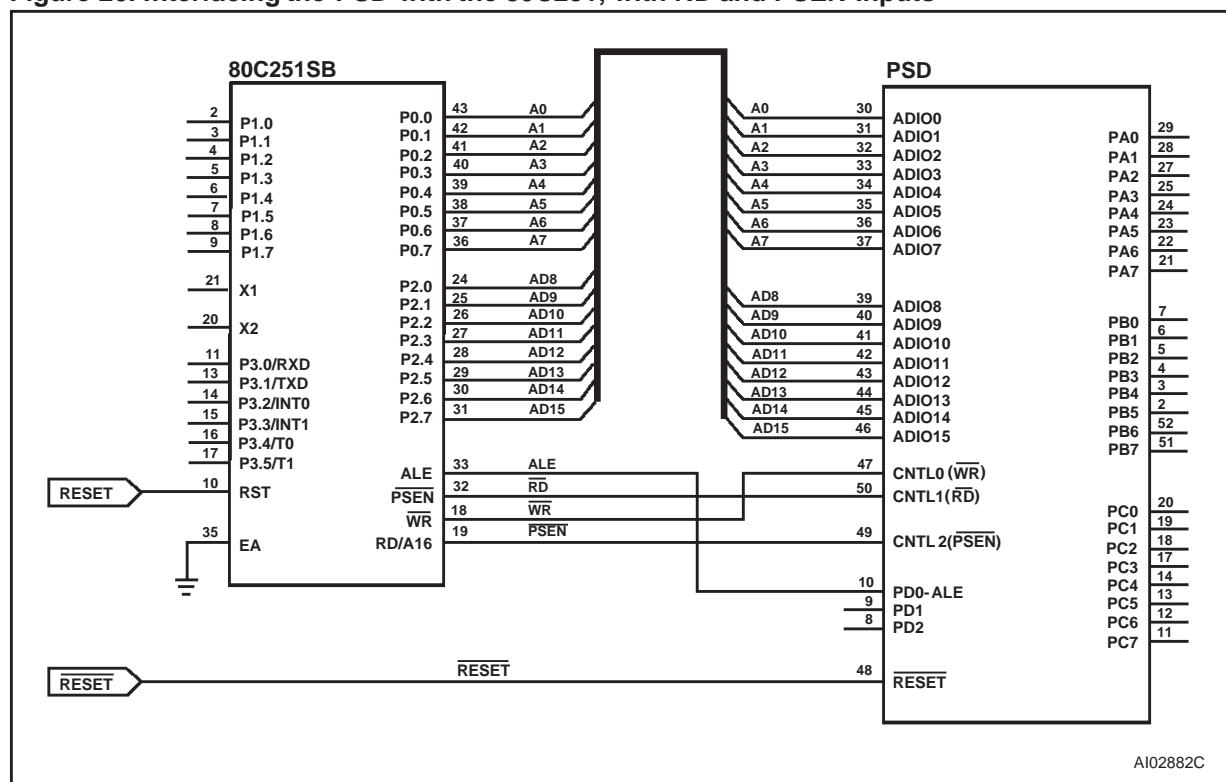 Figure Interfacing the PSD with the 80C251, with RD and PSEN Inputs
80C251SB
2 P1.0
3 P1.1
4 P1.2
5 P1.3
6 P1.4
7 P1.5
8 P1.6
9 P1.7
21 X1
20 X2
11 P3.0/RXD
13 P3.1/TXD
14 P3.2/INT0
15 P3.3/INT1
16 P3.4/T0
17 P3.5/T1
RESET 10 RST
35 EA
P0.0 43 A0
P0.1 42 A1
P0.2 41 A2
P0.3 40 A3
P0.4 39 A4
P0.5 38 A5
P0.6 37 A6
P0.7 36 A7
P2.0 24 AD8
P2.1 25 AD9
P2.2 26 AD10
P2.3 27 AD11
P2.4 28 AD12
P2.5 29 AD13
P2.6 30 AD14
P2.7 31 AD15
ALE 33 ALE
PSEN 32 RD
WR 18 WR
RD/A16 19 PSEN
PSD
A0 30 ADIO0
A1 31 ADIO1
A2 32 ADIO2
A3 33 ADIO3
A4 34 ADIO4
A5 35 ADIO5
A6 36 ADIO6
A7 37 ADIO7
AD8 39 ADIO8
AD9 40 ADIO9
AD10 41 ADIO10
AD11 42 ADIO11
AD12 43 ADIO12
AD13 44 ADIO13
AD14 45 ADIO14
AD15 46 ADIO15
47 CNTL0 (WR)
50 CNTL1(RD)
49 CNTL 2(PSEN)
10 PD0-ALE
9 PD1
8 PD2
RESET RESET 48 RESET
PA0 29
PA1 28
PA2 27
PA3 25
PA4 24
PA5 23
PA6 22
PA7 21
PB0 7
PB1 6
PB2 5
PB3 4
PB4 3
PB5 2
PB6 52
PB7 51
PC0 20
PC1 19
PC2 18
PC3 17
PC4 14
PC5 13
PC6 12
PC7 11
AI02882C